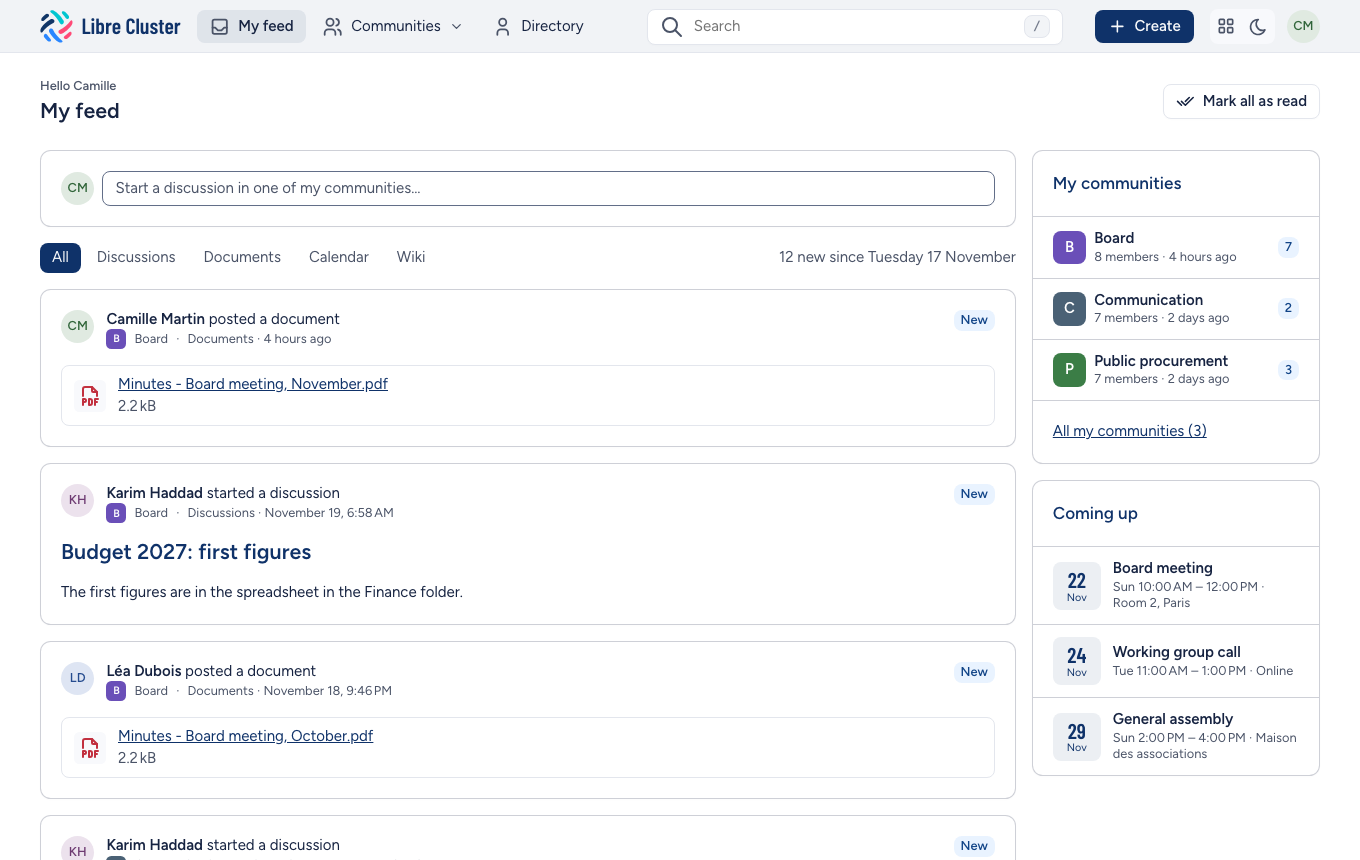 Libre Cluster
My feed
Communities
Directory
Search
/
Create
CM
Hello Camille
My feed
Mark all as read
CM
Start a discussion in one of my communities…
All
Discussions
Documents
Calendar
Wiki
12 new since Tuesday 17 November
CM
Camille Martin posted a document
B Board · Documents · 4 hours ago
New
PDF
Minutes - Board meeting, November.pdf
2.2 kB
KH
Karim Haddad started a discussion
B Board · Discussions · November 19, 6:58 AM
New
Budget 2027: first figures
The first figures are in the spreadsheet in the Finance folder.
LD
Léa Dubois posted a document
B Board · Documents · November 18, 9:46 PM
New
PDF
Minutes - Board meeting, October.pdf
2.2 kB
KH
Karim Haddad started a discussion
New
My communities
B
Board
8 members · 4 hours ago
7
C
Communication
7 members · 2 days ago
2
P
Public procurement
7 members · 2 days ago
3
All my communities (3)
Coming up
22
Nov
Board meeting
Sun 10:00 AM – 12:00 PM ·
Room 2, Paris
24
Nov
Working group call
Tue 11:00 AM – 1:00 PM · Online
29
Nov
General assembly
Sun 2:00 PM – 4:00 PM · Maison
des associations